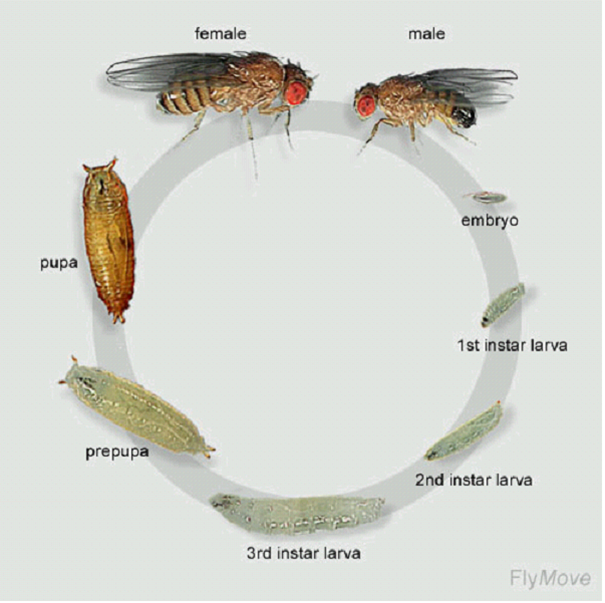 female
male
embryo
1st instar larva
2nd instar larva
3rd instar larva
prepupa
pupa
FlyMove